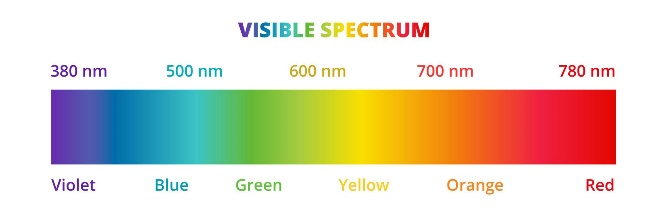 VISIBLE SPECTRUM
380 nm 500 nm 600 nm 700 nm 780 nm
Violet Blue Green Yellow Orange Red